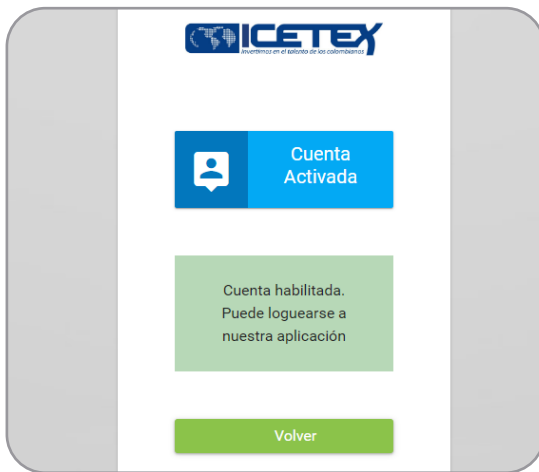 ICETEX
Invertimos en el talento de los colombianos
Cuenta
Activada
Cuenta habilitada.
Puede loguearse a
nuestra aplicación
Volver